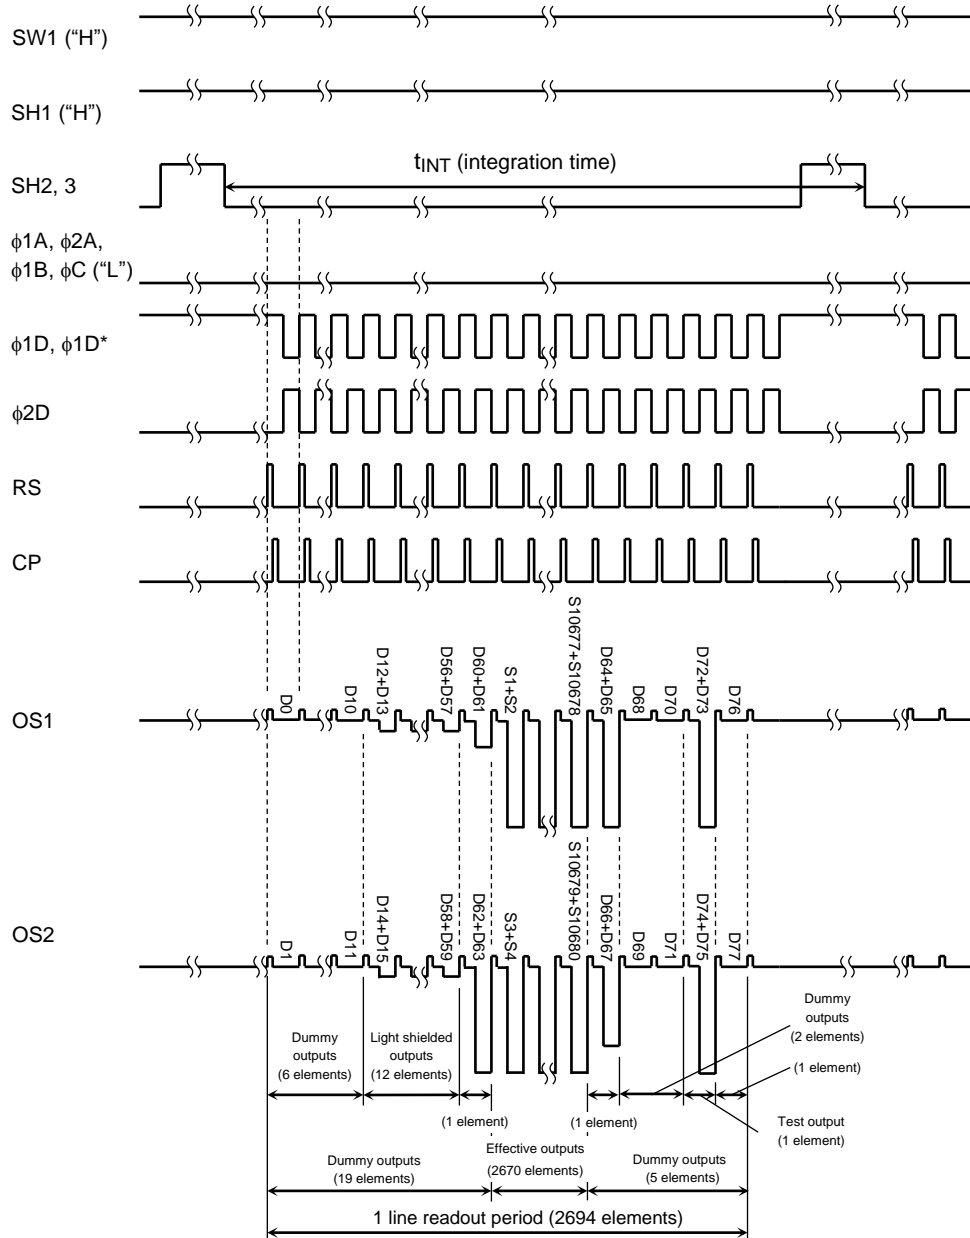 SW1 (“H”)
SH1 (“H”)
tINT (integration time)
SH2, 3
ϕ1A, ϕ2A,
ϕ1B, ϕC (“L”)
ϕ1D, ϕ1D*
ϕ2D
RS
CP
OS1
D0
D10
D12+D13
D56+D57
D60+D61
S1+S2
S10677+S10678
D64+D65
D68
D70
D72+D73
D76
OS2
D1
D11
D14+D15
D58+D59
D62+D63
S3+S4
S10679+S10680
D66+D67
D69
D71
D74+D75
D77
Dummy
outputs
(6 elements)
Light shielded
outputs
(12 elements)
(1 element)
(1 element)
Dummy
outputs
(2 elements)
(1 element)
Test output
(1 element)
Dummy outputs
(19 elements)
Effective outputs
(2670 elements)
Dummy outputs
(5 elements)
1 line readout period (2694 elements)